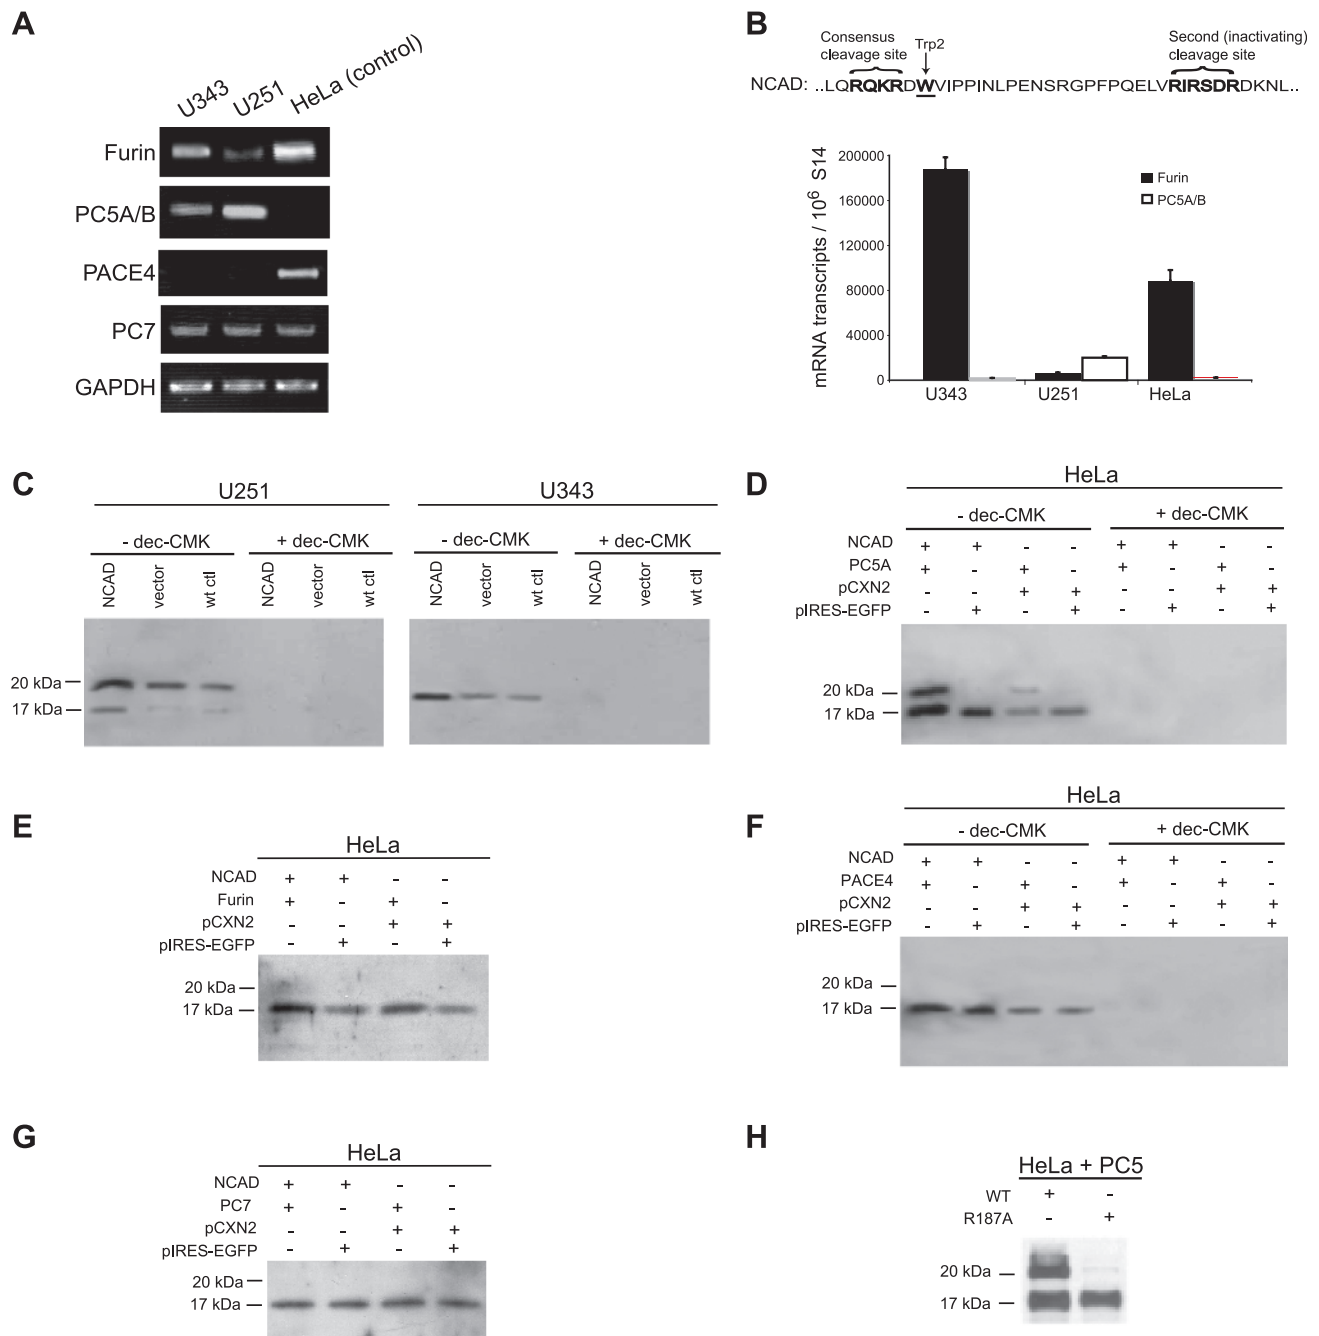 A
U343
U251
HeLa (control)
Furin
PC5A/B
PACE4
PC7
GAPDH
B
Consensus
cleavage site
Trp2
Second (inactivating)
cleavage site
NCAD: ..LQRQKRDWVIPPINLPENSRGPFPQELVRIRSDRDKNL..
mRNA transcripts / 10⁶ S14
200000
160000
120000
80000
40000
0
Furin
PC5A/B
U343
U251
HeLa
C
U251
U343
- dec-CMK
+ dec-CMK
- dec-CMK
+ dec-CMK
NCAD
vector
wt ctl
NCAD
vector
wt ctl
NCAD
vector
wt ctl
NCAD
vector
wt ctl
20 kDa
17 kDa
D
HeLa
- dec-CMK
+ dec-CMK
NCAD + + - - + + - -
PC5A + - + - + - + -
pCXN2 - - + + - - + +
pIRES-EGFP - + - + - + - +
20 kDa
17 kDa
E
HeLa
NCAD + + - -
Furin + - + -
pCXN2 - - + +
pIRES-EGFP - + - +
20 kDa
17 kDa
F
HeLa
- dec-CMK
+ dec-CMK
NCAD + + - - + + - -
PACE4 + - + - + - + -
pCXN2 - - + + - - + +
pIRES-EGFP - + - + - + - +
20 kDa
17 kDa
G
HeLa
NCAD + + - -
PC7 + - + -
pCXN2 - - + +
pIRES-EGFP - + - +
20 kDa
17 kDa
H
HeLa + PC5
WT + -
R187A - +
20 kDa
17 kDa